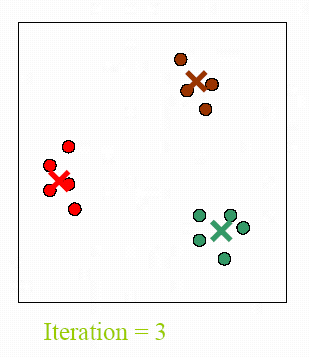 Iteration = 3